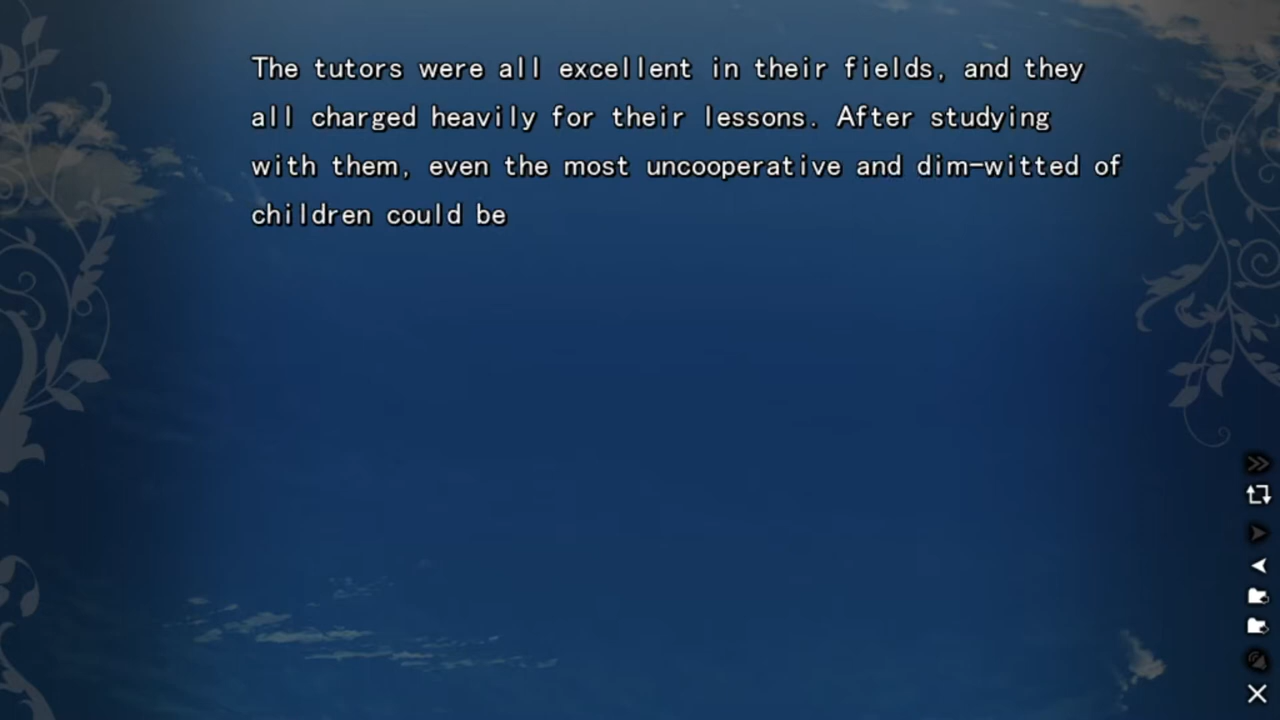 The tutors were all excellent in their fields, and they
all charged heavily for their lessons. After studying
with them, even the most uncooperative and dim-witted of
children could be